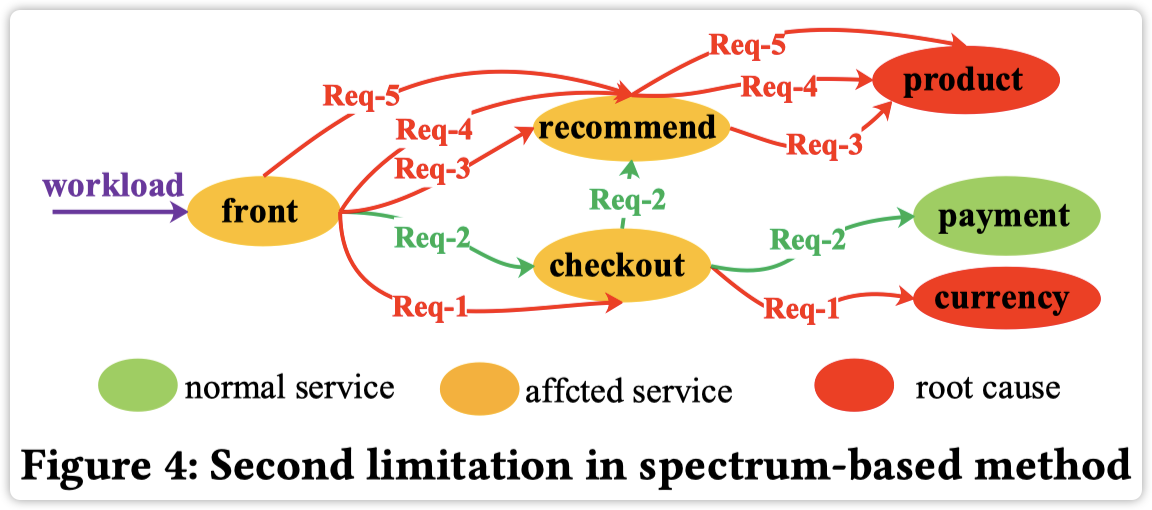 Req-5
product
Req-5
Req-4
Req-4
recommend
Req-3
Req-3
workload
front
Req-2
payment
Req-2
Req-2
checkout
currency
Req-1
Req-1
normal service
affcted service
root cause
Figure 4: Second limitation in spectrum-based method